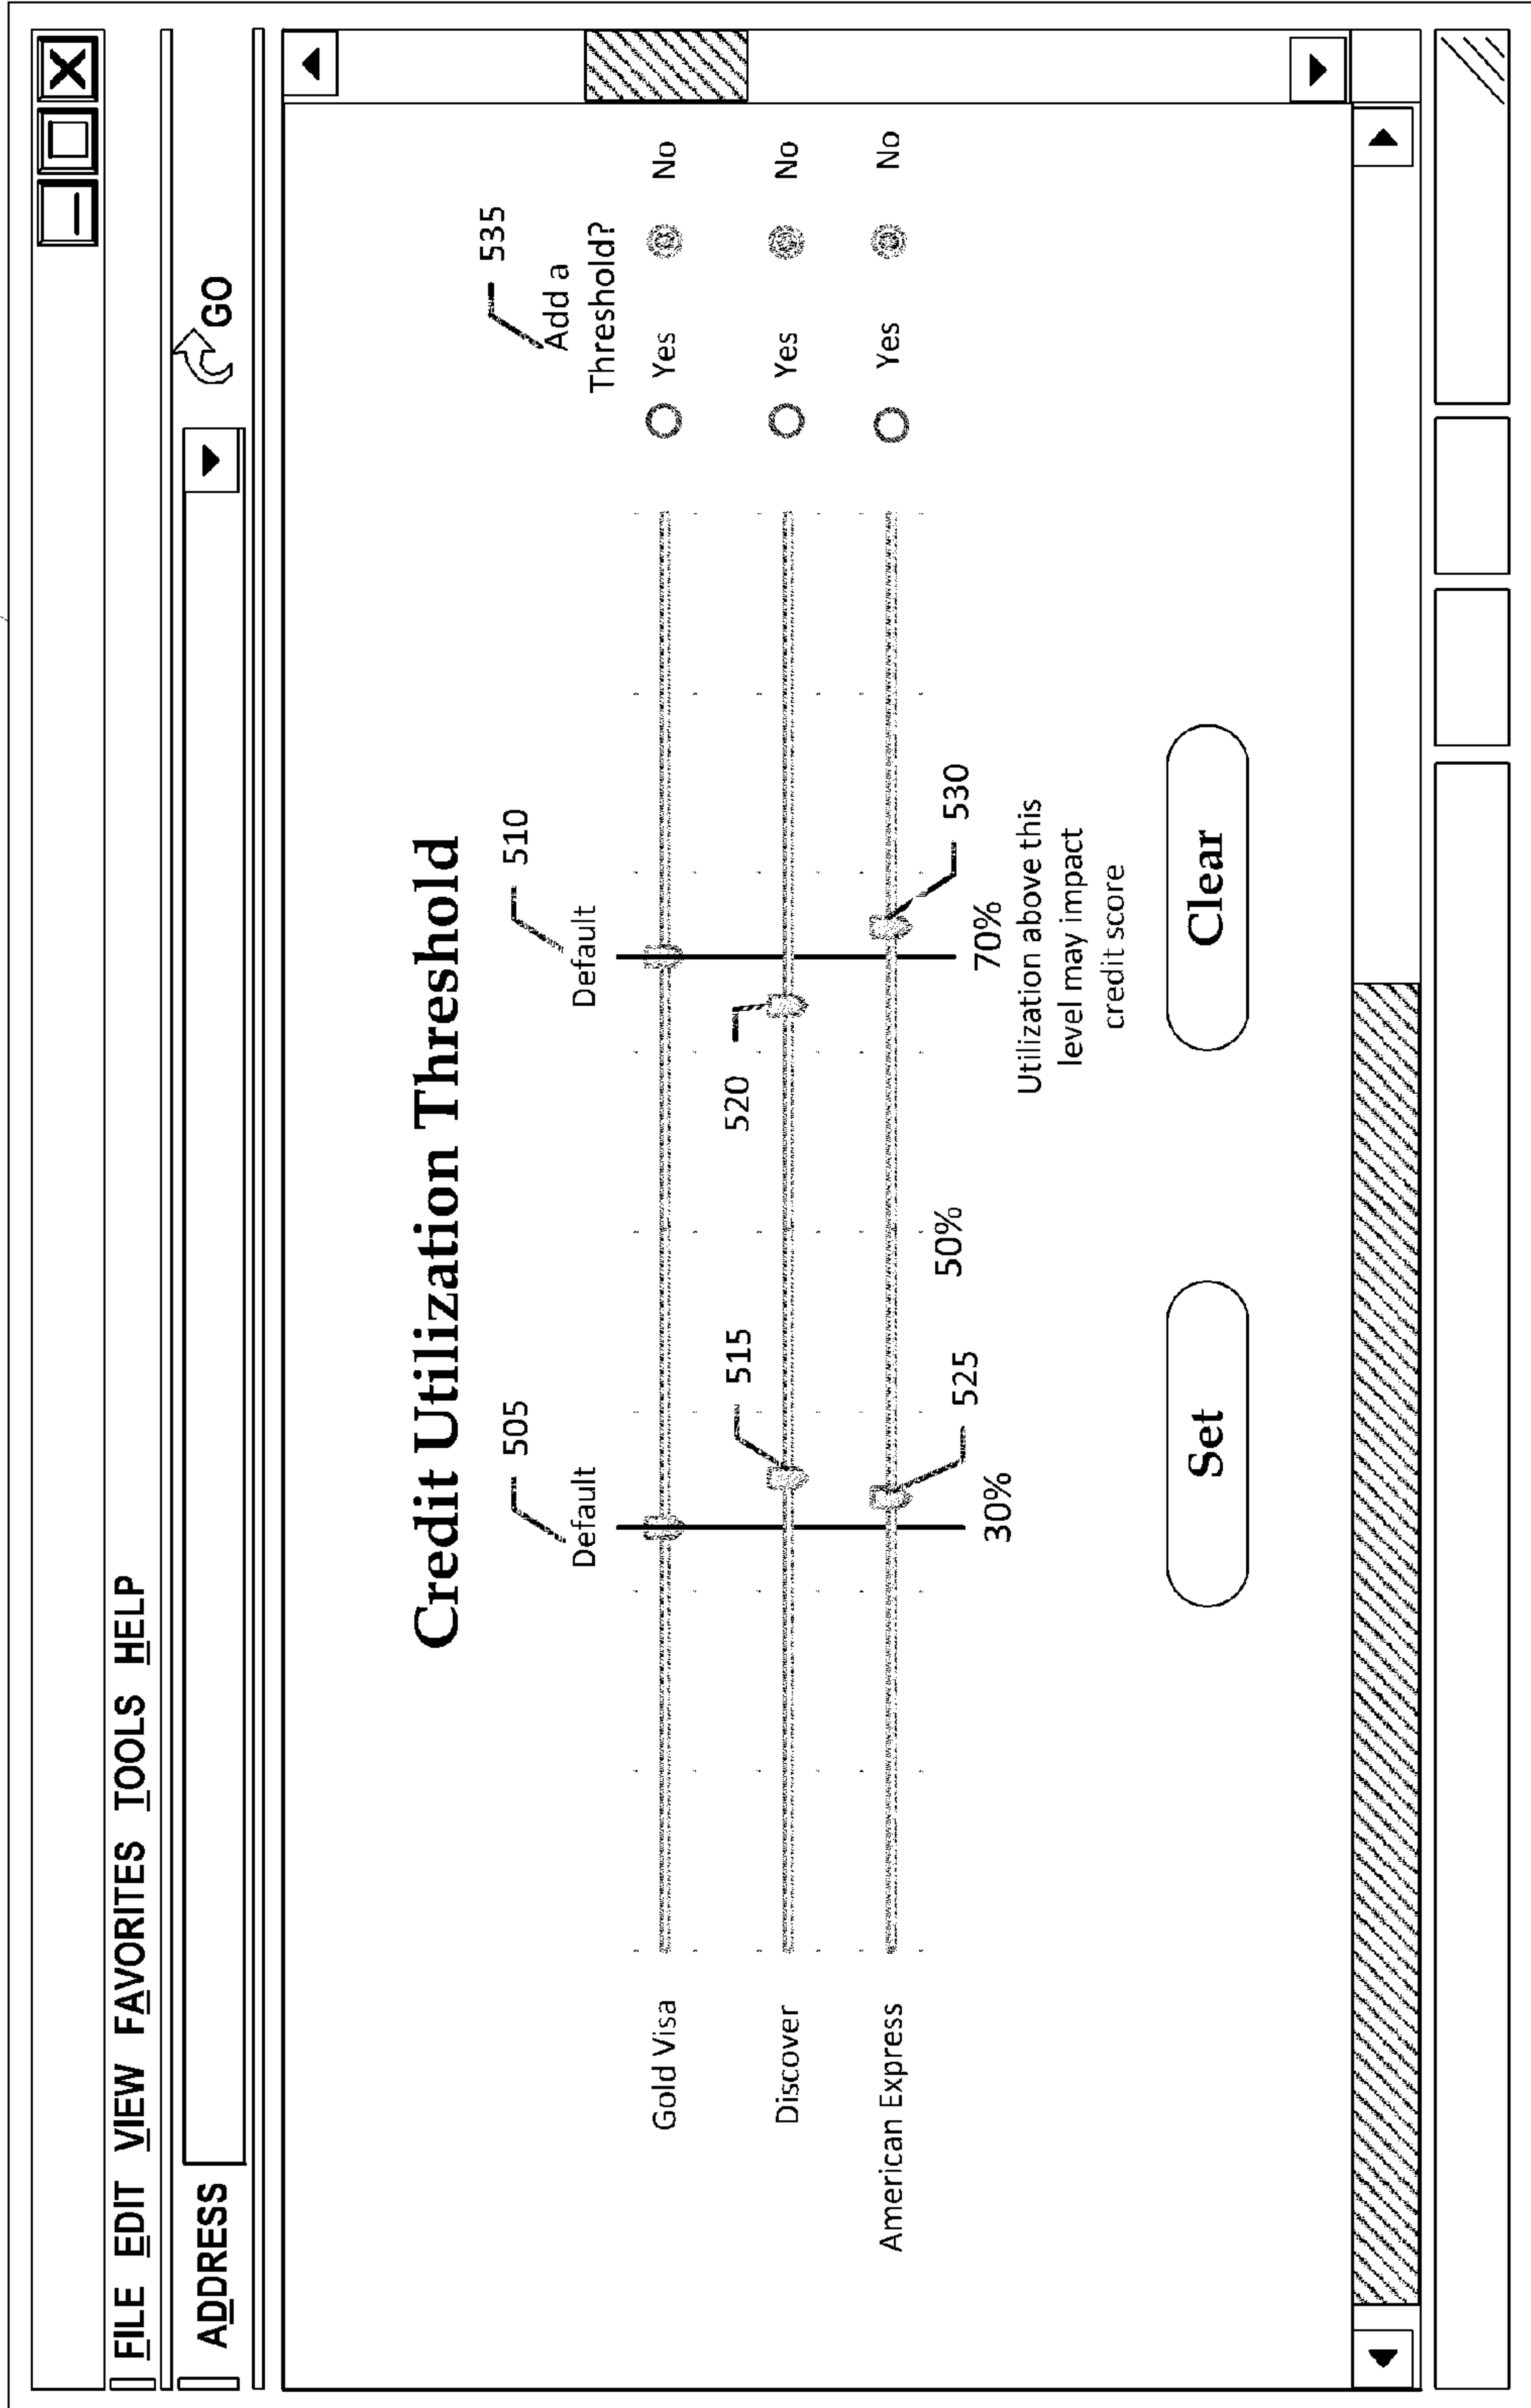 FILE EDIT VIEW FAVORITES TOOLS HELP
ADDRESS
GO
Credit Utilization Threshold
505
510
535
Default
Default
Add a
Threshold?
Gold Visa
Yes
No
515
520
Discover
Yes
No
American Express
Yes
No
525
50%
530
30%
70%
Utilization above this
level may impact
credit score
Set
Clear